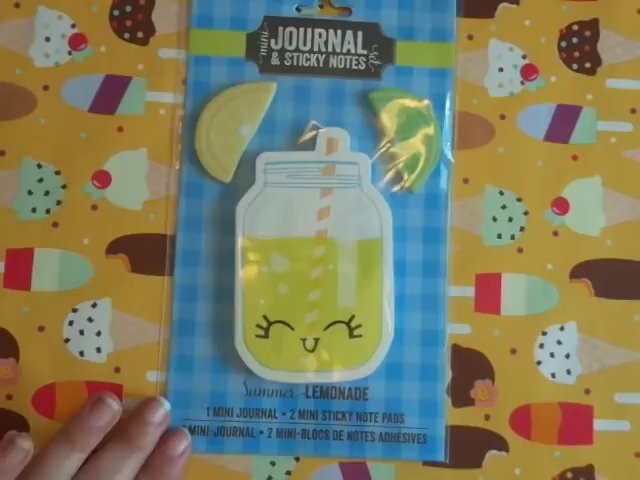 mini JOURNAL set
& STICKY NOTES
Summer LEMONADE
1 MINI JOURNAL • 2 MINI STICKY NOTE PADS
MINI-JOURNAL • 2 MINI-BLOCS DE NOTES ADHÉSIVES